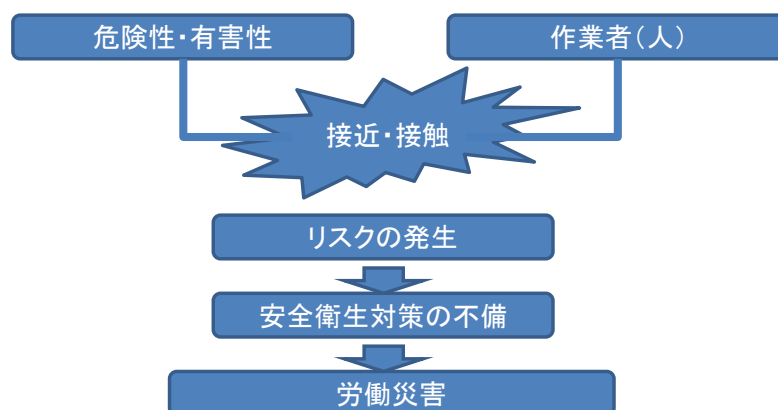 危険性・有害性
作業者（人）
接近・接触
リスクの発生
安全衛生対策の不備
労働災害